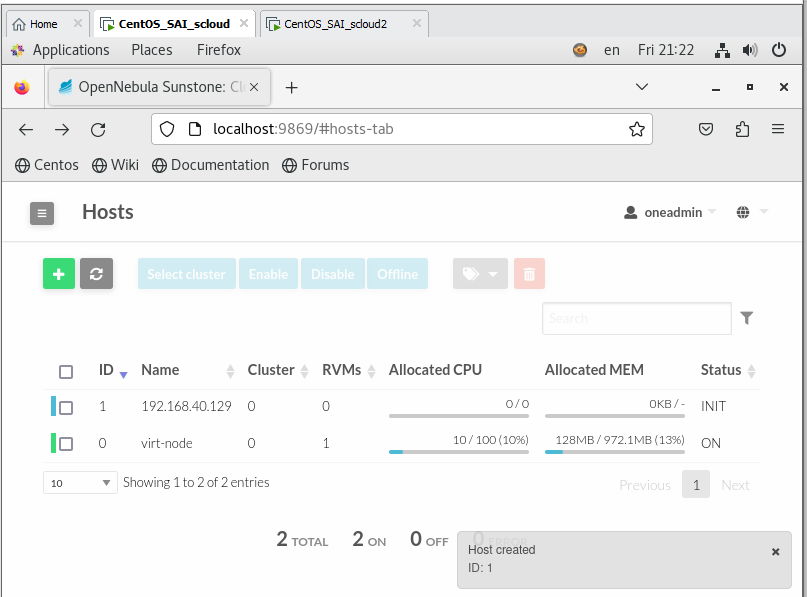 Home CentOS_SAI_scloud CentOS_SAI_scloud2
Applications Places Firefox en Fri 21:22
OpenNebula Sunstone: Cl
localhost:9869/#hosts-tab
Centos Wiki Documentation Forums
Hosts oneadmin
Select cluster Enable Disable Offline
Search
ID Name Cluster RVMs Allocated CPU Allocated MEM Status
1 192.168.40.129 0 0 0 / 0 0KB / - INIT
0 virt-node 0 1 10 / 100 (10%) 128MB / 972.1MB (13%) ON
10 Showing 1 to 2 of 2 entries Previous 1 Next
2 TOTAL 2 ON 0 OFF 0 ERROR
Host created
ID: 1